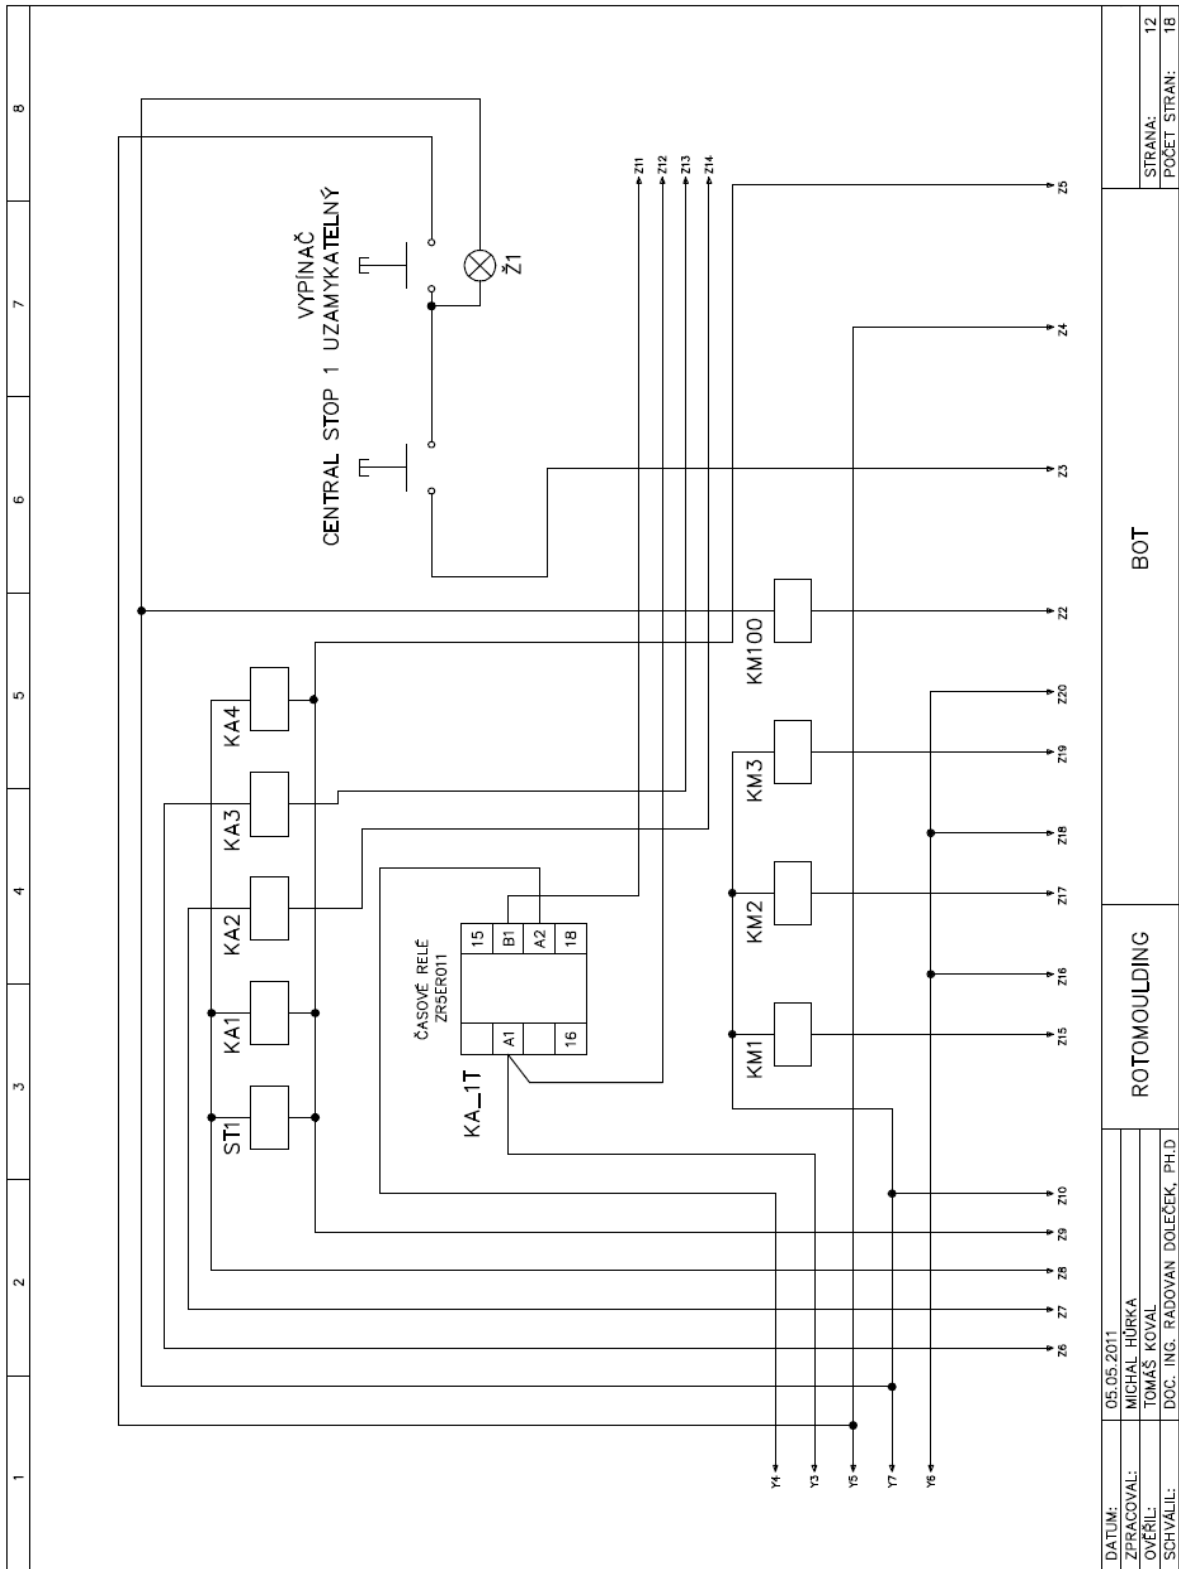 1
2
3
4
5
6
7
8
VYPÍNAČ
CENTRAL STOP 1 UZAMYKATELNÝ
Ž1
ST1
KA1
KA2
KA3
KA4
ČASOVÉ RELÉ
ZR5ER011
KA_1T
15
A1
B1
A2
16
18
Z11
Z12
Z13
Z14
KM1
KM2
KM3
KM100
Y4
Y3
Y5
Y7
Y6
Z6
Z7
Z8
Z9
Z10
Z15
Z16
Z17
Z18
Z19
Z20
Z2
Z3
Z4
Z5
DATUM: 05.05.2011
ZPRACOVAL: MICHAL HŮRKA
OVĚŘIL: TOMÁŠ KOVAL
SCHVÁLIL: DOC. ING. RADOVAN DOLEČEK, PH.D
ROTOMOULDING
BOT
STRANA: 12
POČET STRAN: 18